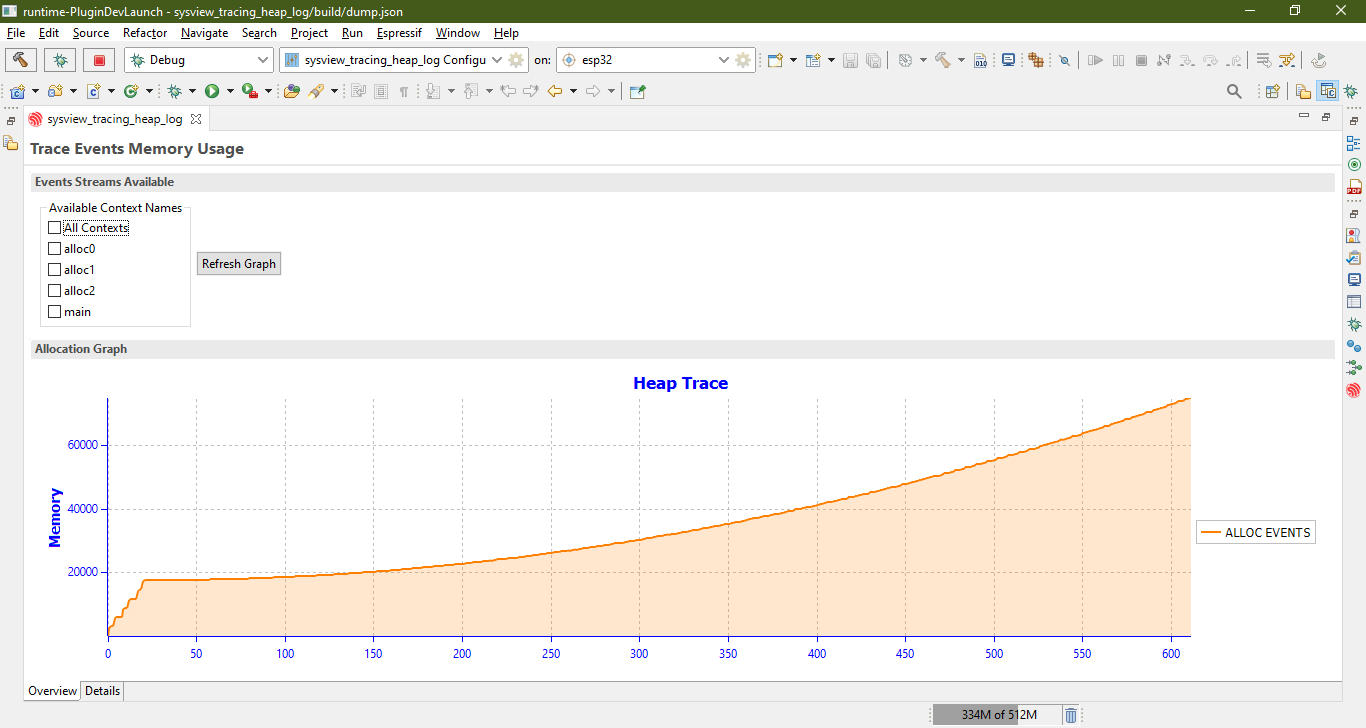 runtime-PluginDevLaunch - sysview_tracing_heap_log/build/dump.json
File Edit Source Refactor Navigate Search Project Run Espressif Window Help
Debug sysview_tracing_heap_log Configu on: esp32
010
sysview_tracing_heap_log
Trace Events Memory Usage
Events Streams Available
Available Context Names
All Contexts
alloc0
alloc1
alloc2
main
Refresh Graph
PDF
Allocation Graph
Heap Trace
Memory
60000
40000
20000
0 50 100 150 200 250 300 350 400 450 500 550 600
ALLOC EVENTS
Overview Details
334M of 512M